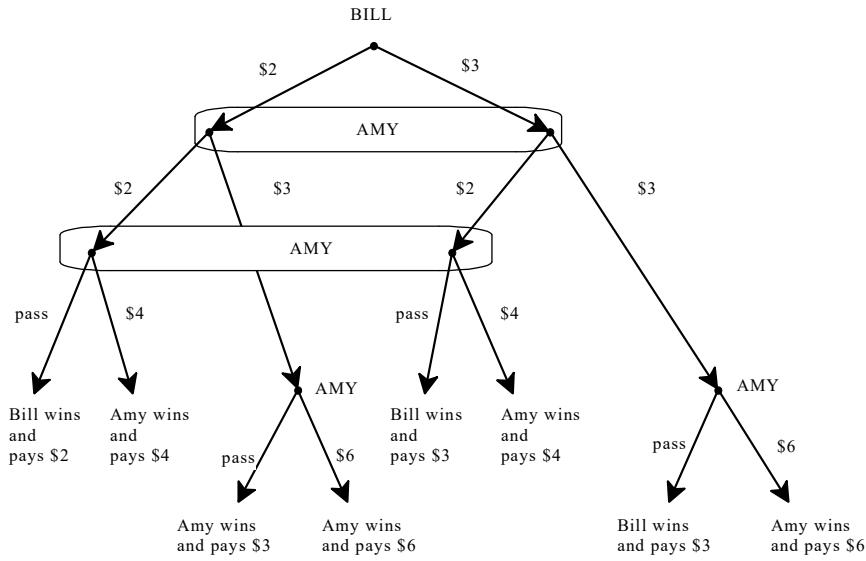 BILL
$2
$3
AMY
$2
$3
$2
$3
AMY
pass
$4
pass
$4
AMY
AMY
Bill wins
and
pays $2
Amy wins
and
pays $4
Bill wins
and
pays $3
Amy wins
and
pays $4
pass
$6
pass
$6
Amy wins
and pays $3
Amy wins
and pays $6
Bill wins
and pays $3
Amy wins
and pays $6